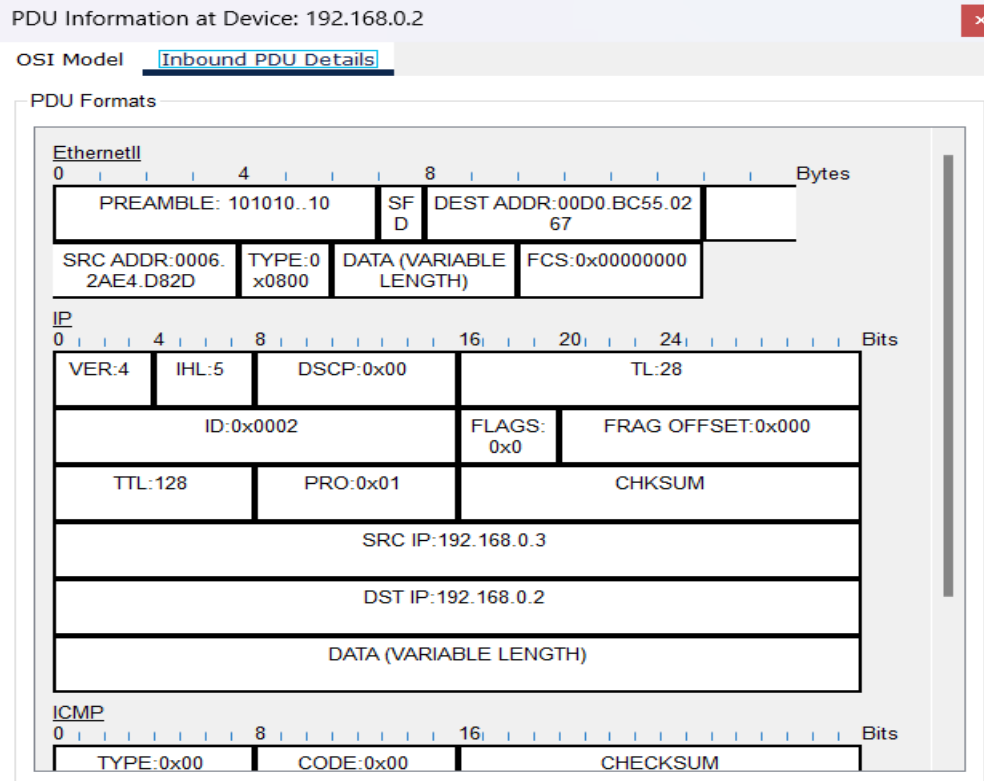 PDU Information at Device: 192.168.0.2
OSI Model Inbound PDU Details
PDU Formats
EthernetII
0 4 8 Bytes
PREAMBLE: 101010..10
SF
D
DEST ADDR:00D0.BC55.02
67
SRC ADDR:0006.
2AE4.D82D
TYPE:0
x0800
DATA (VARIABLE
LENGTH)
FCS:0x00000000
IP
0 4 8 16 20 24 Bits
VER:4 IHL:5 DSCP:0x00 TL:28
ID:0x0002
FLAGS:
0x0
FRAG OFFSET:0x000
TTL:128 PRO:0x01 CHKSUM
SRC IP:192.168.0.3
DST IP:192.168.0.2
DATA (VARIABLE LENGTH)
ICMP
0 8 16 Bits
TYPE:0x00 CODE:0x00 CHECKSUM